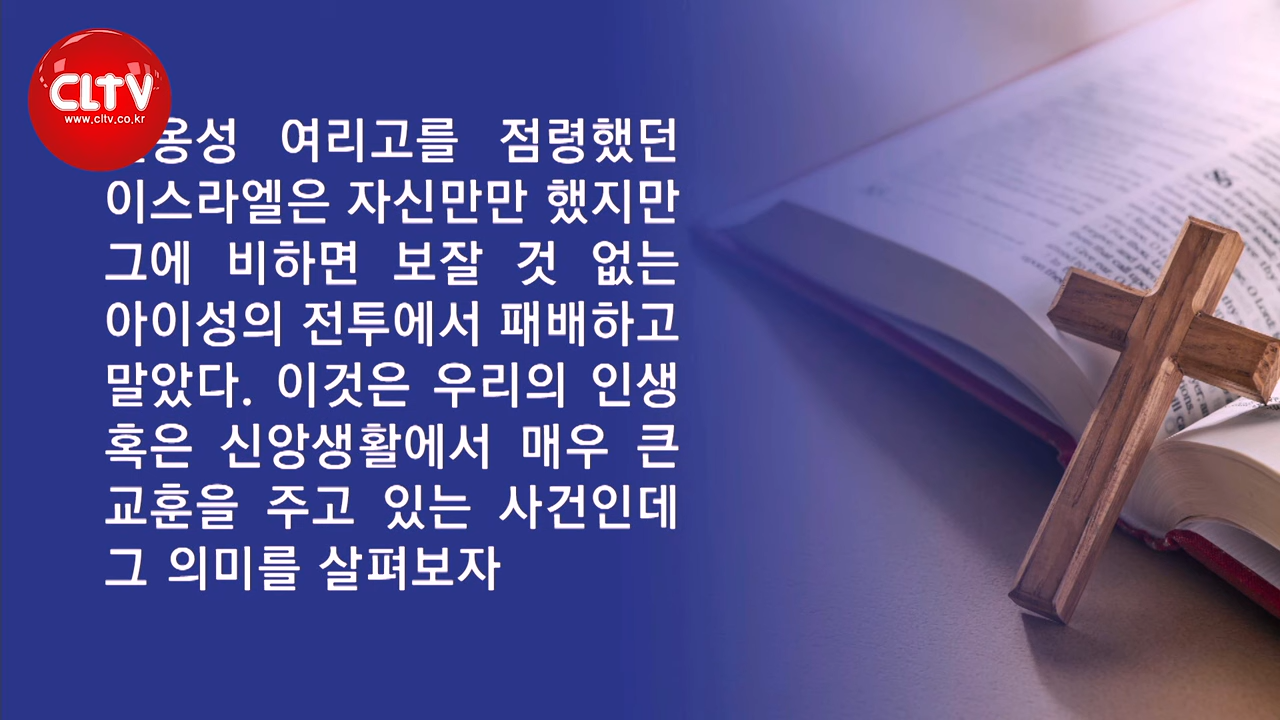 CLTV
www.cltv.co.kr
여리고를 점령했던
이스라엘은 자신만만 했지만
그에 비하면 보잘 것 없는
아이성의 전투에서 패배하고
말았다. 이것은 우리의 인생
혹은 신앙생활에서 매우 큰
교훈을 주고 있는 사건인데
그 의미를 살펴보자